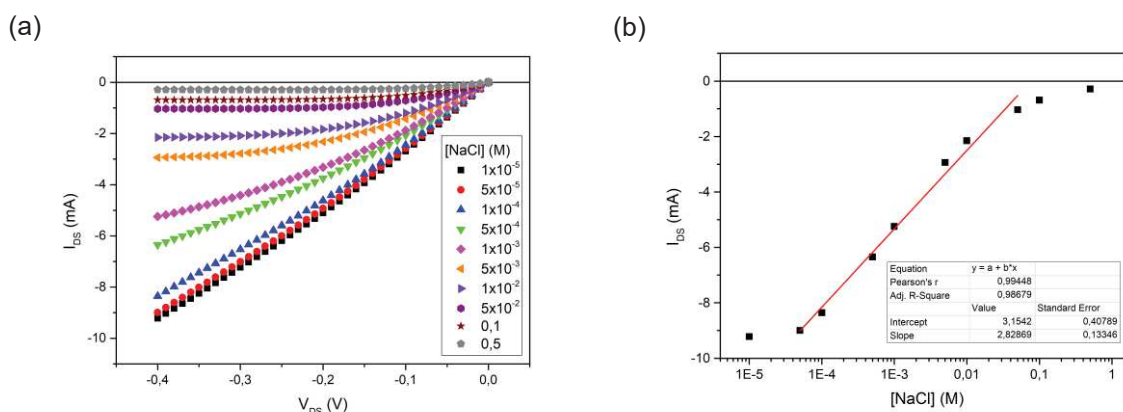 (a)
I_DS (mA)
0
-2
-4
-6
-8
-10
-0,4 -0,3 -0,2 -0,1 0,0
V_DS (V)
[NaCl] (M)
1x10⁻⁵
5x10⁻⁵
1x10⁻⁴
5x10⁻⁴
1x10⁻³
5x10⁻³
1x10⁻²
5x10⁻²
0,1
0,5
(b)
I_DS (mA)
0
-2
-4
-6
-8
-10
1E-5 1E-4 1E-3 0,01 0,1 1
[NaCl] (M)
Equation y = a + b*x
Pearson's r 0,99448
Adj. R-Square 0,98679
Value Standard Error
Intercept 3,1542 0,40789
Slope 2,82869 0,13346